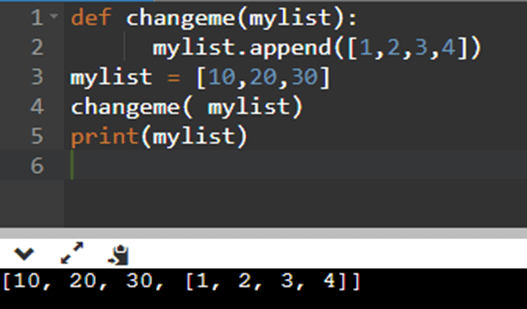 1 def changeme(mylist):
2 mylist.append([1,2,3,4])
3 mylist = [10,20,30]
4 changeme( mylist)
5 print(mylist)
6
[10, 20, 30, [1, 2, 3, 4]]